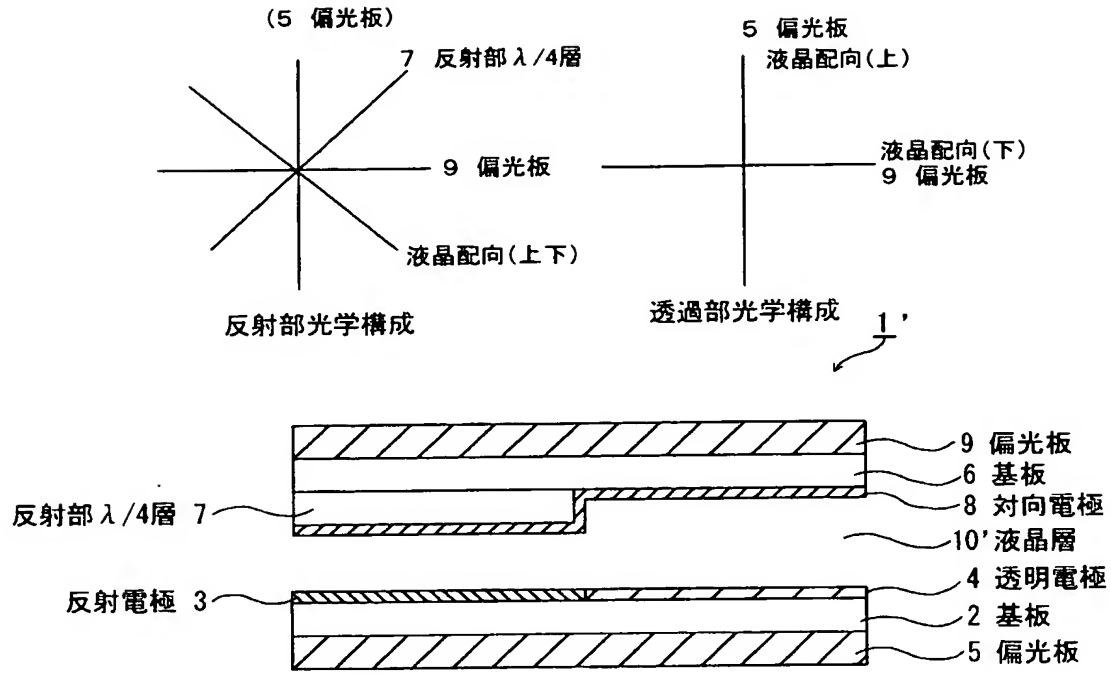 (5 偏光板)
7 反射部λ/4層
9 偏光板
液晶配向(上下)
反射部光学構成
5 偏光板
液晶配向(上)
液晶配向(下)
9 偏光板
透過部光学構成
1'
9 偏光板
6 基板
8 対向電極
反射部λ/4層 7
10'液晶層
4 透明電極
反射電極 3
2 基板
5 偏光板